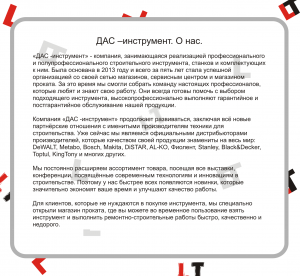 ДАС –инструмент. О нас.
«ДАС -инструмент» - компания, занимающаяся реализацией профессионального
и полупрофессионального строительного инструмента, станков и комплектующих
к ним. Была основана в 2013 году и всего за пять лет стала успешной
организацией со своей сетью магазинов, сервисным центром и магазином
проката. За это время мы смогли собрать команду настоящих профессионалов,
которые любят и знают свою работу. Они всегда готовы помочь с выбором
подходящего инструмента, высокопрофессионально выполняют гарантийное и
постгарантийное обслуживание нашей продукции.
Компания «ДАС -инструмент» продолжает развиваться, заключая всё новые
партнёрские отношения с именитыми производителями техники для
строительства. Уже сейчас мы являемся официальными дистрибьюторами
производителей, которые качеством своей продукции знамениты на весь мир:
DeWALT, Metabo, Bosch, Makita, DiSTAR, AL-KO, Фиолент, Stanley, Black&Decker,
Toptul, KingTony и многих других.
Мы постоянно расширяем ассортимент товара, посещая все выставки,
конференции, посвящённые современным технологиям и инновациям в
строительстве. Поэтому у нас быстрее всех появляются новинки, которые
значительно экономят ваше время и улучшают качество работы.
Для клиентов, которые не нуждаются в покупке инструмента, мы специально
открыли магазин проката, где вы можете во временное пользование взять
инструмент и выполнить ремонтно-строительные работы быстро, качественно и
недорого.